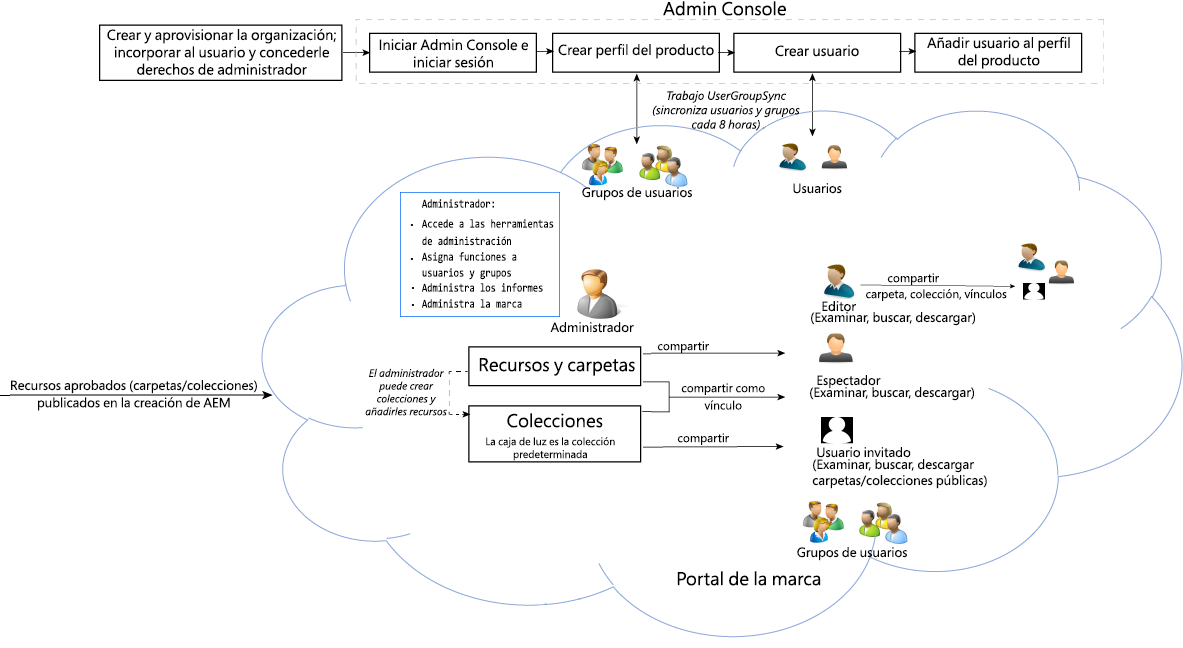 Admin Console
Crear y aprovisionar la organización;
incorporar al usuario y concederle
derechos de administrador
Iniciar Admin Console e
iniciar sesión
Crear perfil del producto
Crear usuario
Añadir usuario al perfil
del producto
Trabajo UserGroupSync
(sincroniza usuarios y grupos
cada 8 horas)
Grupos de usuarios
Usuarios
Administrador:
• Accede a las herramientas
de administración
• Asigna funciones a
usuarios y grupos
• Administra los informes
• Administra la marca
Administrador
Editor
(Examinar, buscar, descargar)
compartir
carpeta, colección, vínculos
Recursos y carpetas
compartir
Espectador
(Examinar, buscar, descargar)
El administrador
puede crear
colecciones y
añadirles recursos
compartir como
vínculo
Recursos aprobados (carpetas/colecciones)
publicados en la creación de AEM
Colecciones
La caja de luz es la colección
predeterminada
compartir
Usuario invitado
(Examinar, buscar, descargar
carpetas/colecciones públicas)
Grupos de usuarios
Portal de la marca